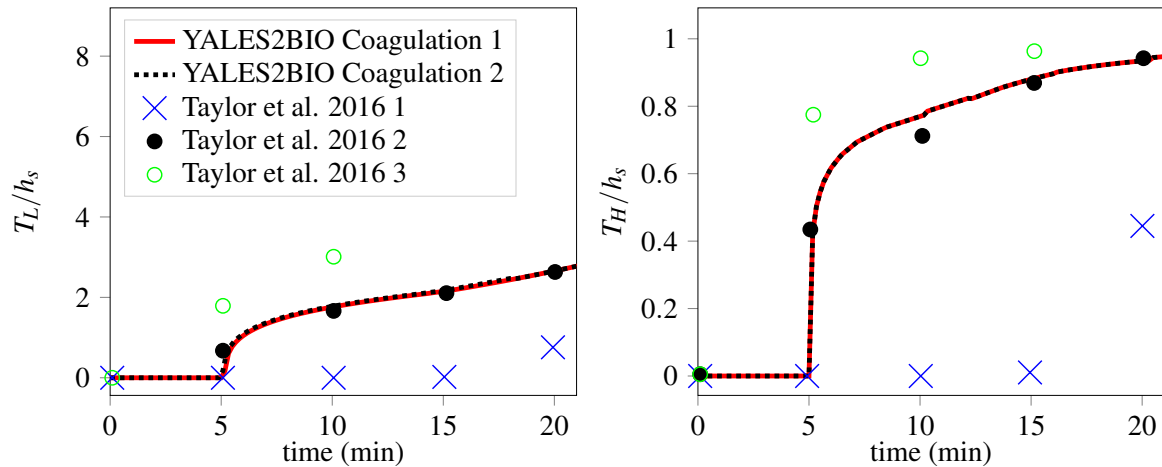 YALES2BIO Coagulation 1
YALES2BIO Coagulation 2
Taylor et al. 2016 1
Taylor et al. 2016 2
Taylor et al. 2016 3
T_L/h_s
8
6
4
2
0
0 5 10 15 20
time (min)
T_H/h_s
1
0.8
0.6
0.4
0.2
0
0 5 10 15 20
time (min)